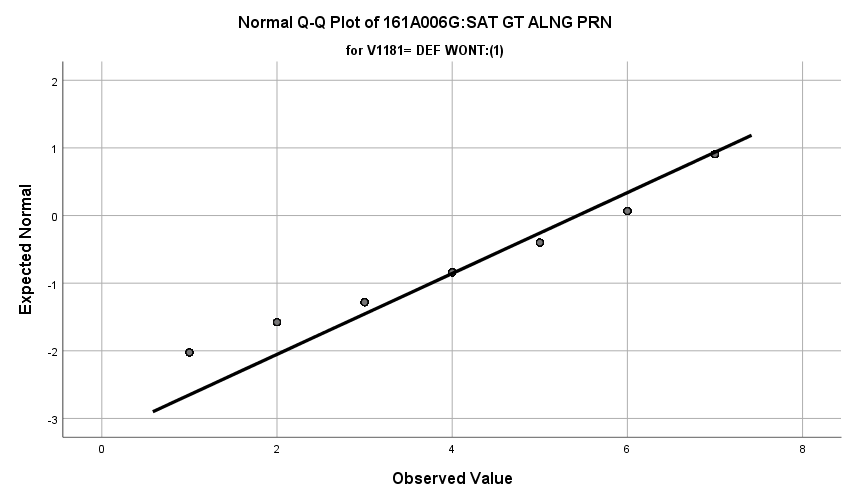 Normal Q-Q Plot of 161A006G:SAT GT ALNG PRN
for V1181= DEF WONT:(1)
Expected Normal
2
1
0
-1
-2
-3
0 2 4 6 8
Observed Value